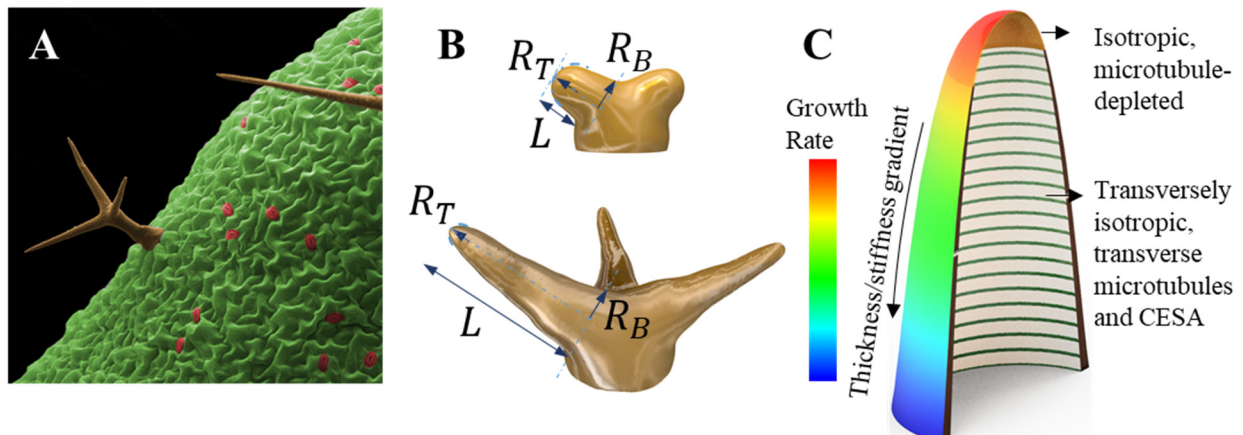 A
B
R_T
R_B
L
R_T
L
R_B
C
Growth
Rate
Thickness/stiffness gradient
Isotropic,
microtubule-
depleted
Transversely
isotropic,
transverse
microtubules
and CESA